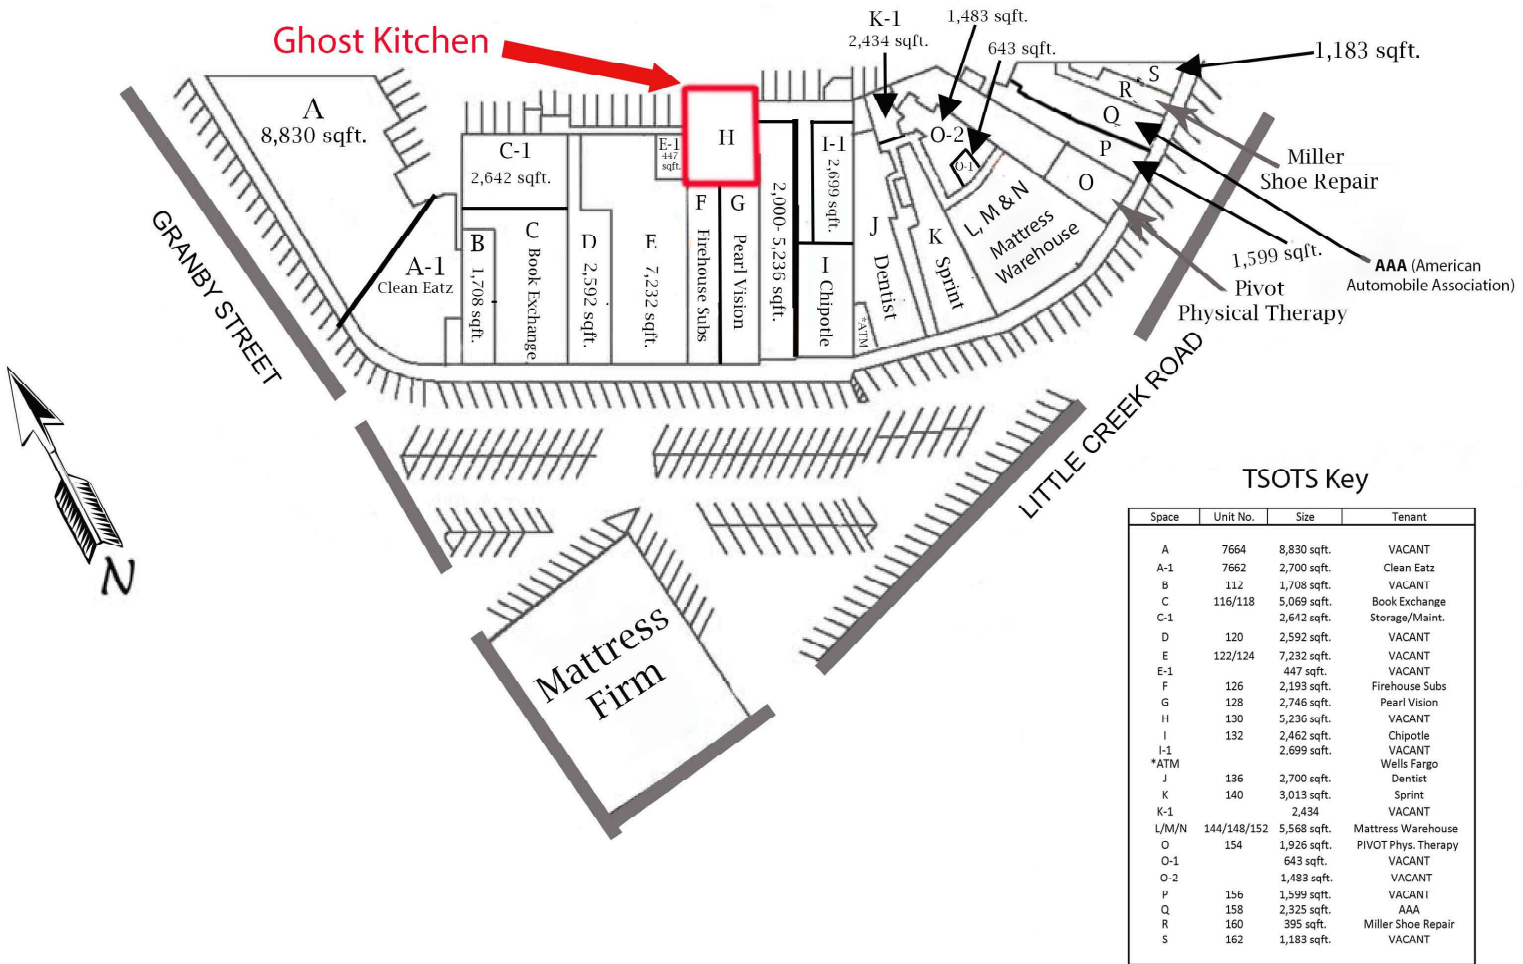 Ghost Kitchen
K-1
2,434 sqft.
1,483 sqft.
643 sqft.
1,183 sqft.
A
8,830 sqft.
C-1
2,642 sqft.
E-1
447
sqft.
H
I-1
2,699 sqft.
O-2
O-1
S
R
Q
P
O
Miller
Shoe Repair
GRANBY STREET
A-1
Clean Eatz
B
1,708 sqft.
C
Book Exchange
D
2,592 sqft.
E
7,232 sqft.
F
Firehouse Subs
G
Pearl Vision
2,000- 5,236 sqft.
I Chipotle
J
Dentist
*ATM
K
Sprint
L, M & N
Mattress
Warehouse
1,599 sqft.
AAA (American
Automobile Association)
Pivot
Physical Therapy
LITTLE CREEK ROAD
N
Mattress
Firm
TSOTS Key
Space Unit No. Size Tenant
A 7664 8,830 sqft. VACANT
A-1 7662 2,700 sqft. Clean Eatz
B 112 1,708 sqft. VACANT
C 116/118 5,069 sqft. Book Exchange
C-1 2,642 sqft. Storage/Maint.
D 120 2,592 sqft. VACANT
E 122/124 7,232 sqft. VACANT
E-1 447 sqft. VACANT
F 126 2,193 sqft. Firehouse Subs
G 128 2,746 sqft. Pearl Vision
H 130 5,236 sqft. VACANT
I 132 2,462 sqft. Chipotle
I-1 2,699 sqft. VACANT
*ATM Wells Fargo
J 136 2,700 sqft. Dentist
K 140 3,013 sqft. Sprint
K-1 2,434 VACANT
L/M/N 144/148/152 5,568 sqft. Mattress Warehouse
O 154 1,926 sqft. PIVOT Phys. Therapy
O-1 643 sqft. VACANT
O-2 1,483 sqft. VACANT
P 156 1,599 sqft. VACANT
Q 158 2,325 sqft. AAA
R 160 395 sqft. Miller Shoe Repair
S 162 1,183 sqft. VACANT